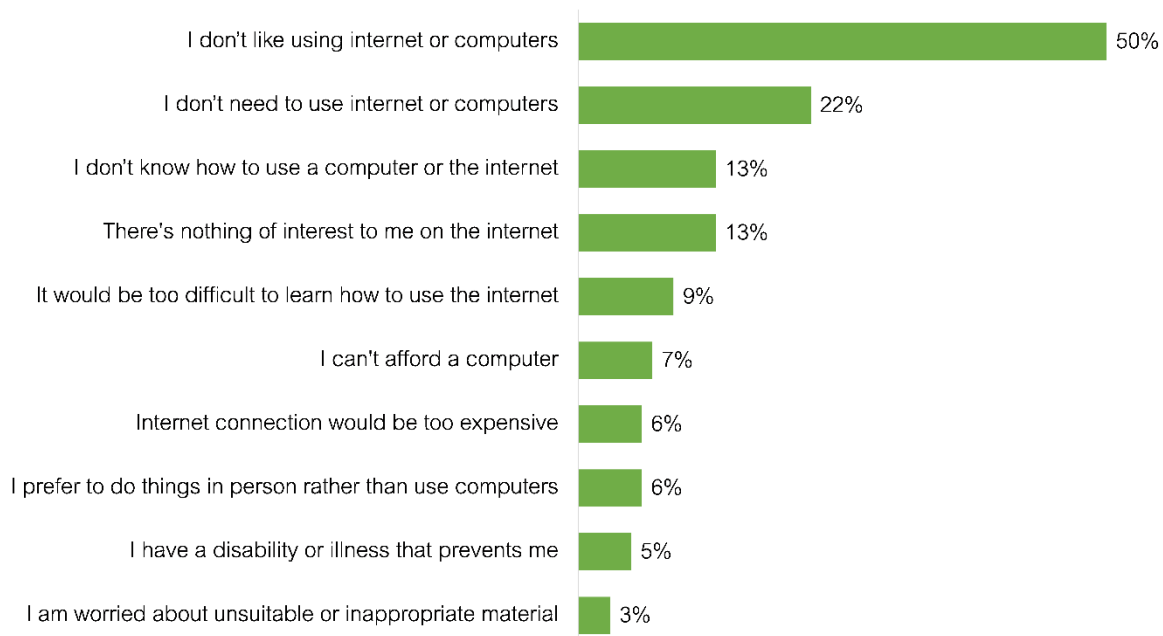 I don’t like using internet or computers 50%
I don’t need to use internet or computers 22%
I don't know how to use a computer or the internet 13%
There’s nothing of interest to me on the internet 13%
It would be too difficult to learn how to use the internet 9%
I can't afford a computer 7%
Internet connection would be too expensive 6%
I prefer to do things in person rather than use computers 6%
I have a disability or illness that prevents me 5%
I am worried about unsuitable or inappropriate material 3%